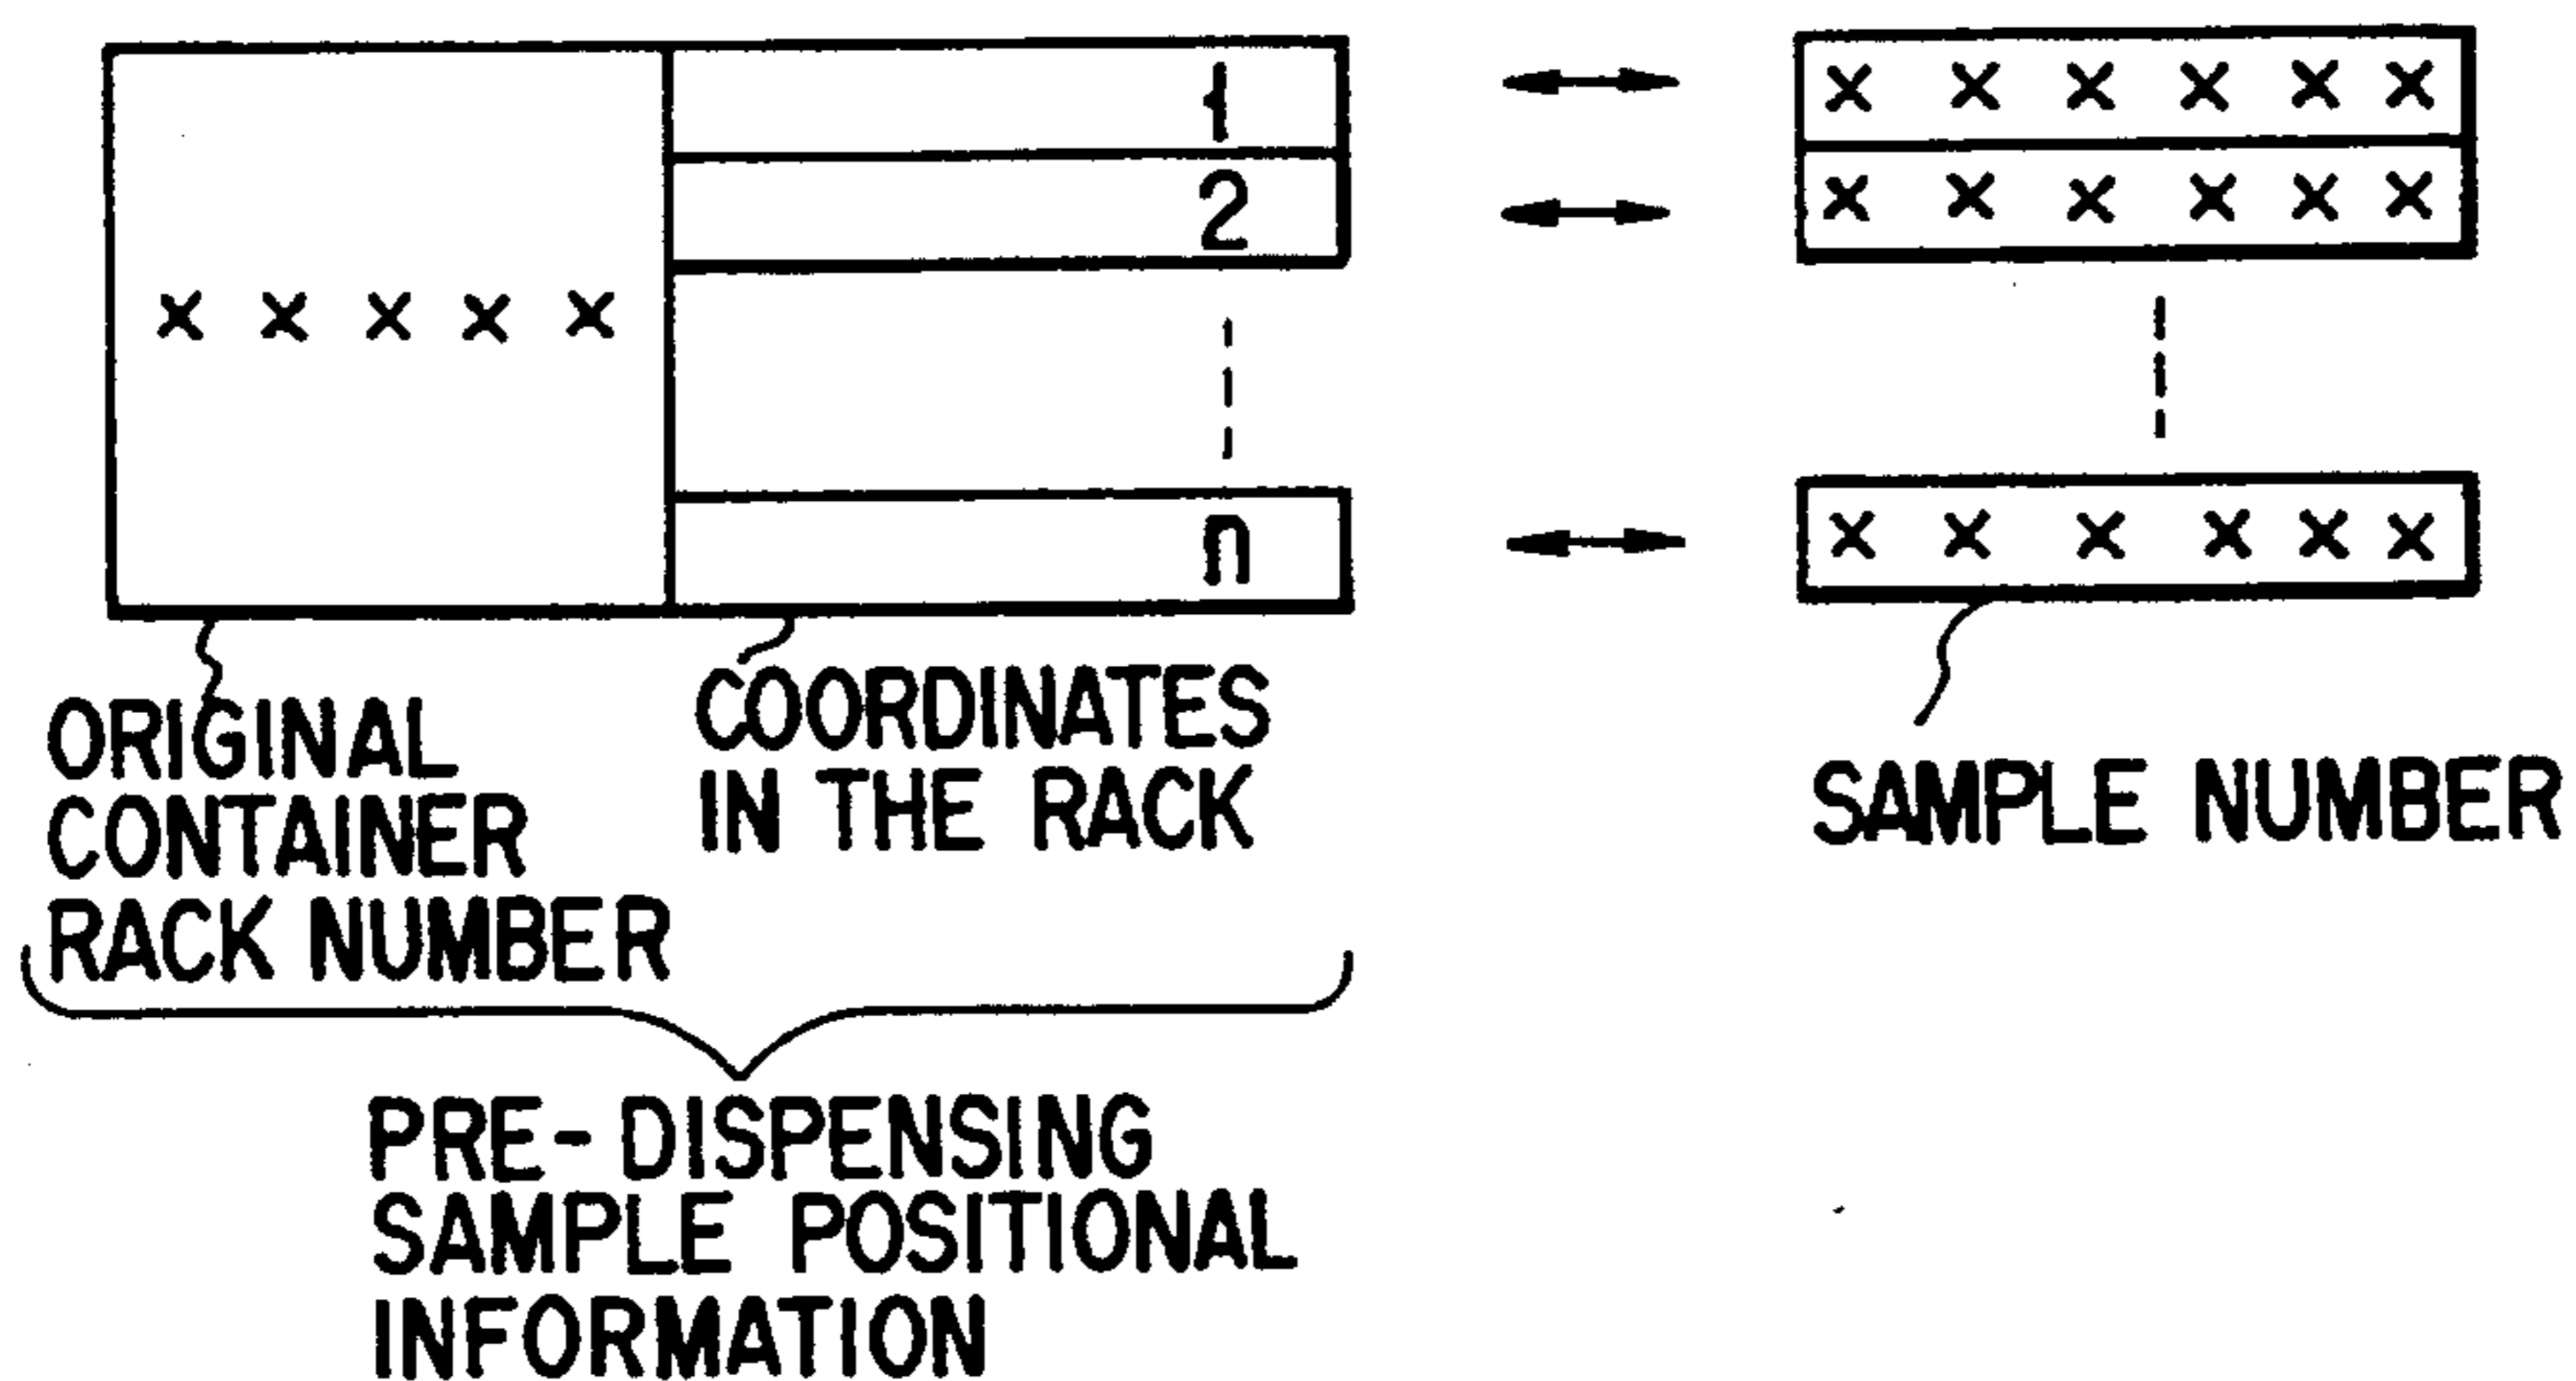 1
× × × × × ×
2
× × × × × ×
× × × × ×
n
× × × × × ×
ORIGINAL
CONTAINER
RACK NUMBER
COORDINATES
IN THE RACK
SAMPLE NUMBER
PRE-DISPENSING
SAMPLE POSITIONAL
INFORMATION